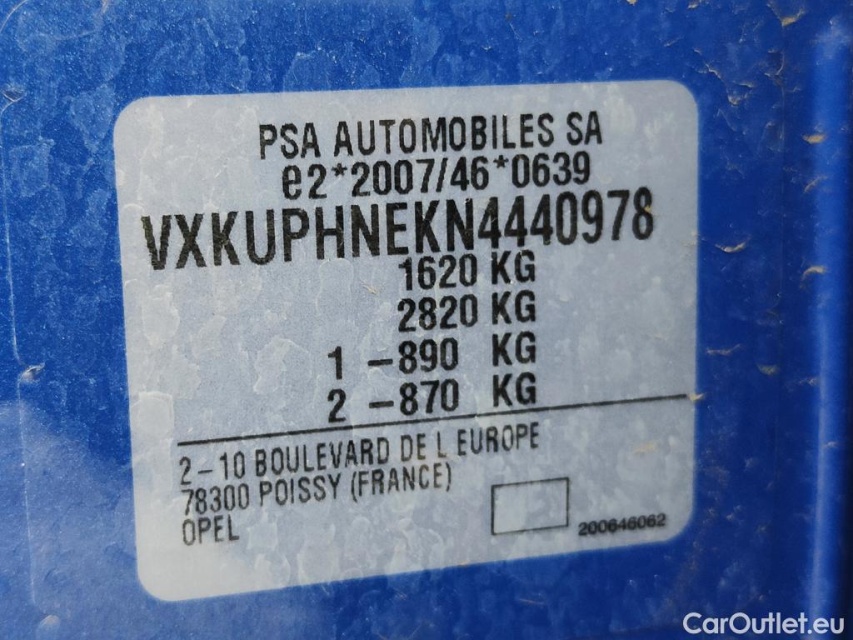 PSA AUTOMOBILES SA
e2*2007/46*0639
VXKUPHNEKN4440978
1620 KG
2820 KG
1 -890 KG
2 -870 KG
2-10 BOULEVARD DE L EUROPE
78300 POISSY (FRANCE)
OPEL
200646062
CarOutlet.eu